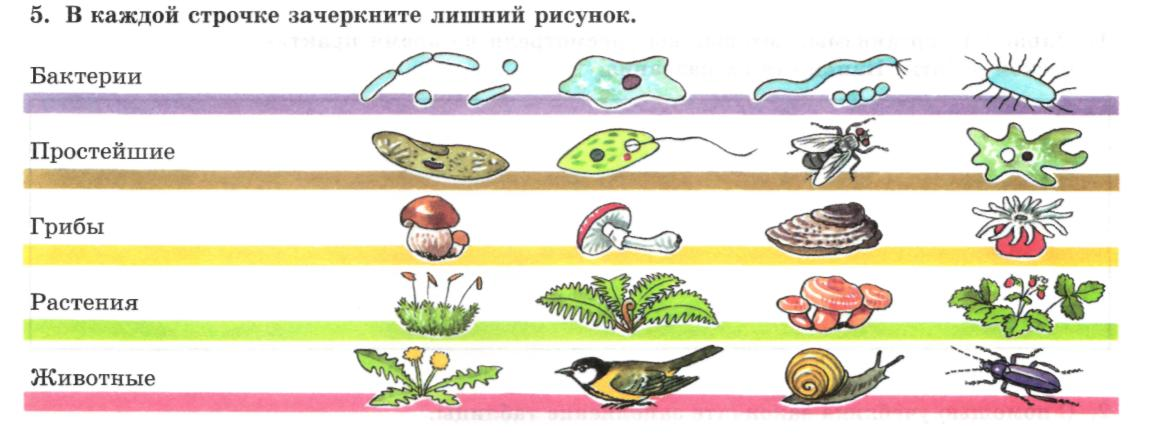 5. В каждой строчке зачеркните лишний рисунок.
Бактерии
Простейшие
Грибы
Растения
Животные